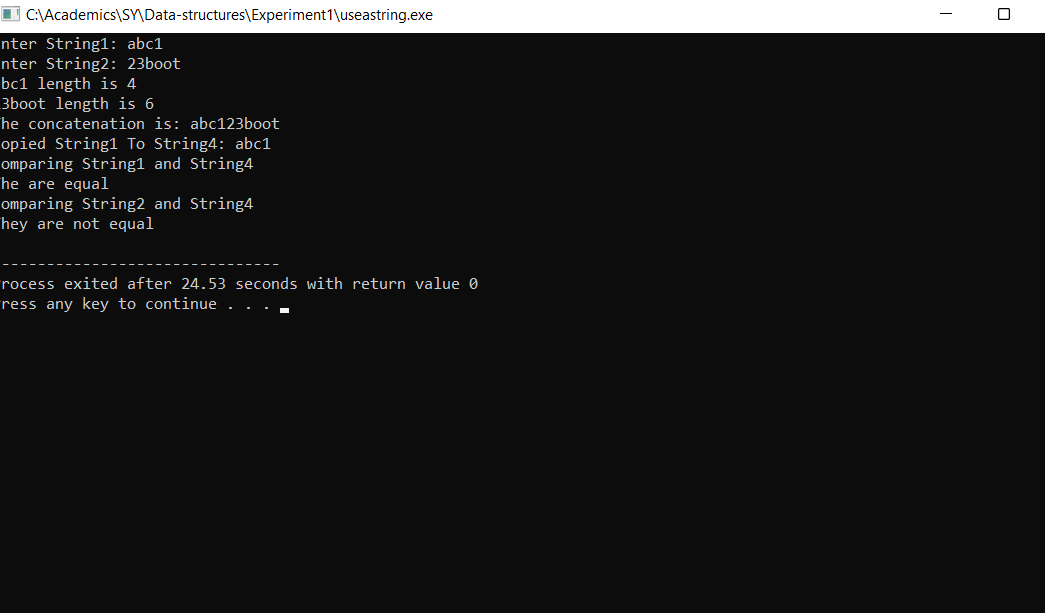 C:\Academics\SY\Data-structures\Experiment1\useastring.exe
nter String1: abc1
nter String2: 23boot
bc1 length is 4
3boot length is 6
he concatenation is: abc123boot
opied String1 To String4: abc1
omparing String1 and String4
he are equal
omparing String2 and String4
hey are not equal
-------------------------------
rocess exited after 24.53 seconds with return value 0
ress any key to continue . . .